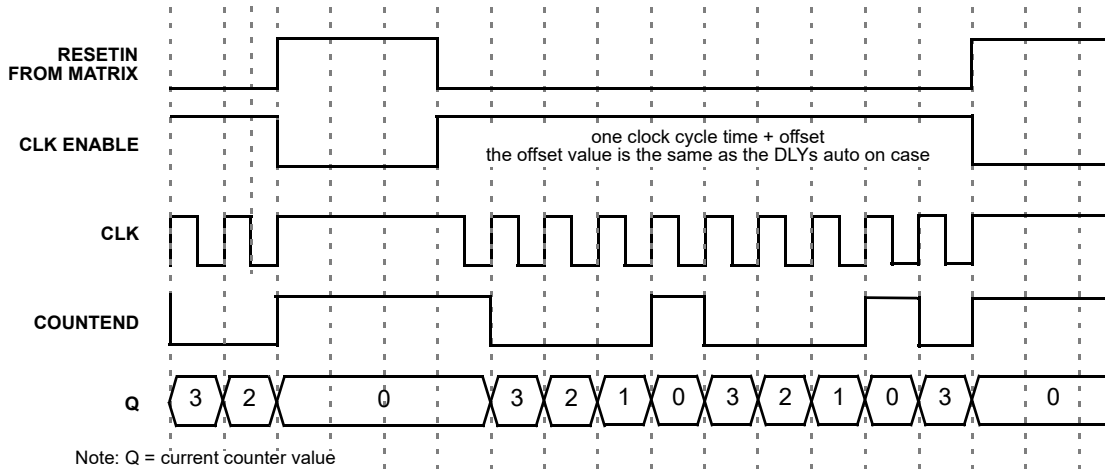 RESETIN
FROM MATRIX
CLK ENABLE
one clock cycle time + offset
the offset value is the same as the DLYs auto on case
CLK
COUNTEND
Q 3 2 0 3 2 1 0 3 2 1 0 3 0
Note: Q = current counter value